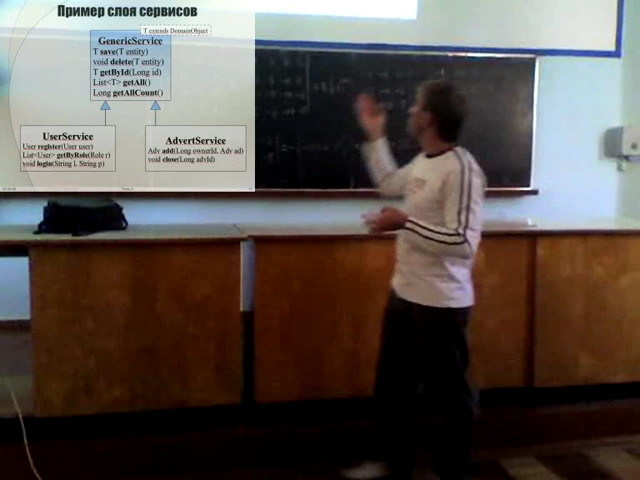 Пример слоя сервисов
T extends DomainObject
GenericService
T save(T entity)
void delete(T entity)
T getById(Long id)
List<T> getAll()
Long getAllCount()
UserService
User register(User user)
List<User> getByRole(Role r)
void login(String l, String p)
AdvertService
Adv add(Long ownerId, Adv ad)
void close(Long advId)